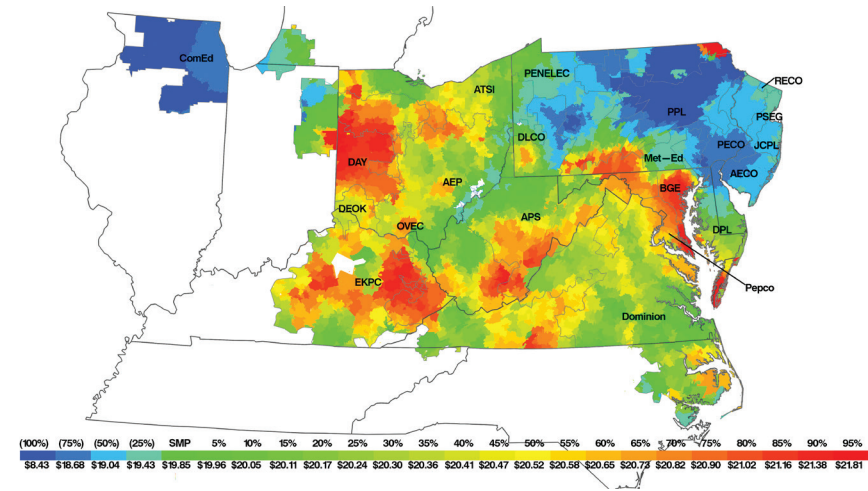 ComEd
PENELEC
RECO
ATSI
PPL
PSEG
DLCO
PECO
JCPL
Met—Ed
DAY
AECO
AEP
BGE
DEOK
APS
OVEC
DPL
EKPC
Pepco
Dominion
(100%) (75%) (50%) (25%) SMP 5% 10% 15% 20% 25% 30% 35% 40% 45% 50% 55% 60% 65% 70% 75% 80% 85% 90% 95%
$8.43 $18.68 $19.04 $19.43 $19.85 $19.96 $20.05 $20.11 $20.17 $20.24 $20.30 $20.36 $20.41 $20.47 $20.52 $20.58 $20.65 $20.73 $20.82 $20.90 $21.02 $21.16 $21.38 $21.81